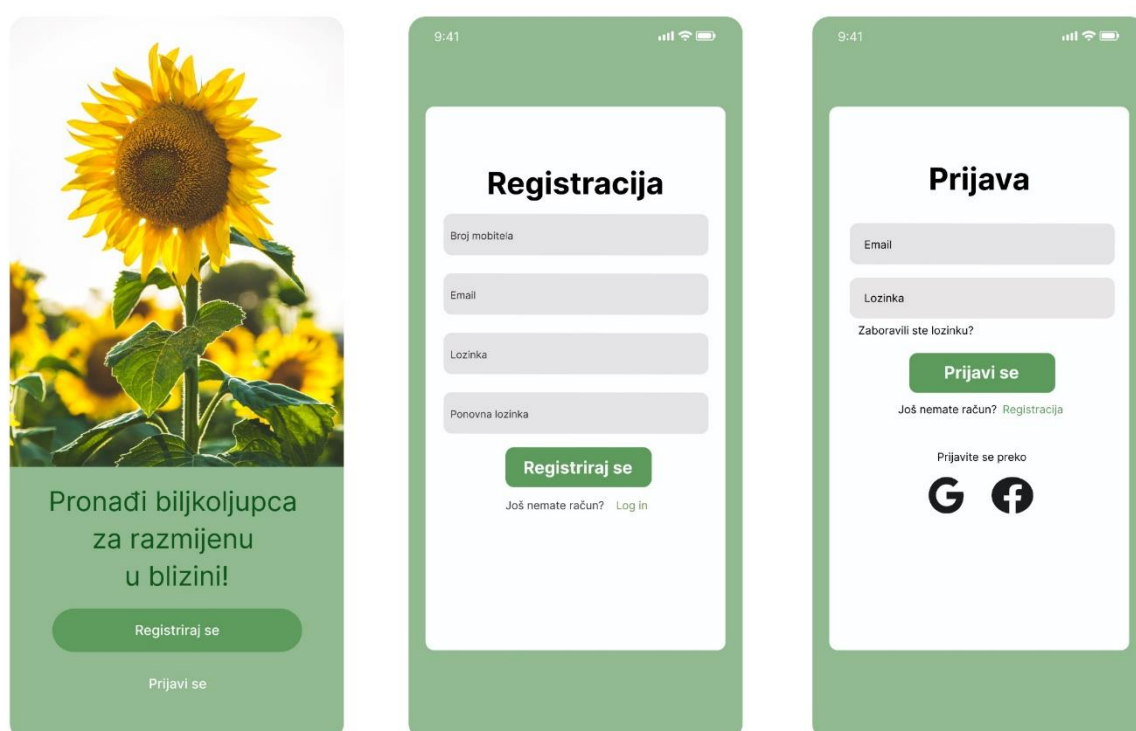 Pronađi biljkoljupca
za razmijenu
u blizini!
Registriraj se
Prijavi se
9:41
Registracija
Broj mobitela
Email
Lozinka
Ponovna lozinka
Registriraj se
Još nemate račun? Log in
9:41
Prijava
Email
Lozinka
Zaboravili ste lozinku?
Prijavi se
Još nemate račun? Registracija
Prijavite se preko